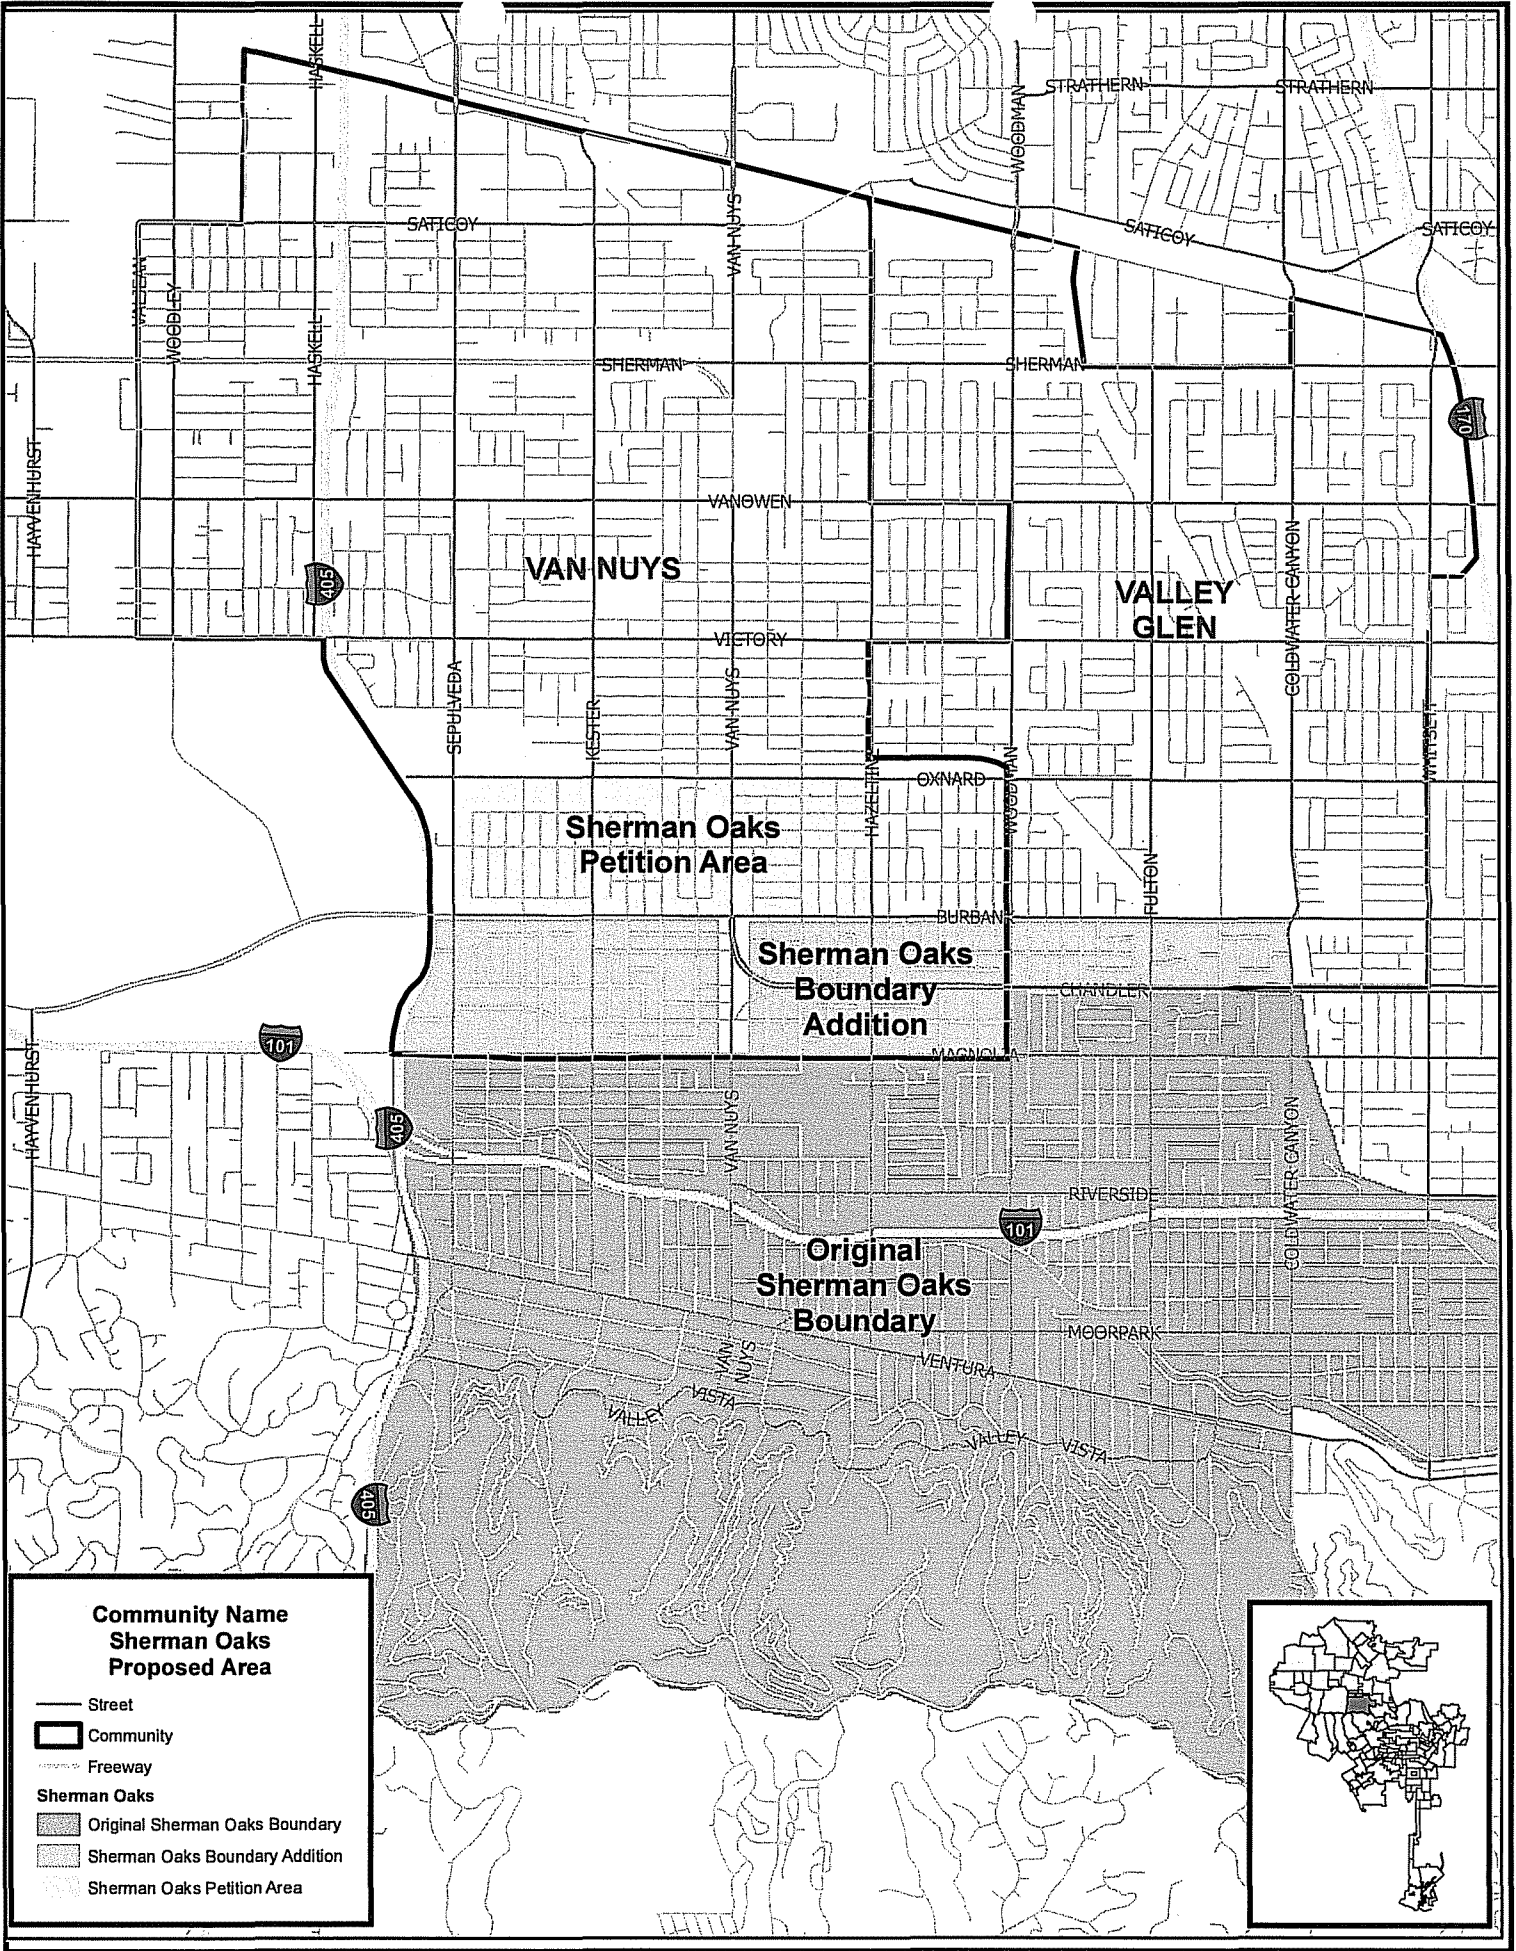 HASKELL
STRATHERN
STRATHERN
WOODMAN
SATICOY
VAN NUYS
SATICOY
SATICOY
VALJEAN
WOODLEY
HASKELL
SHERMAN
SHERMAN
170
HAYVENHURST
VANOWEN
405
VAN NUYS
VALLEY
GLEN
COLDWATER CANYON
VICTORY
SEPULVEDA
KESTER
VAN NUYS
WHITSETT
HAZELTINE
OXNARD
WOODMAN
Sherman Oaks
Petition Area
FULTON
BURBAN
Sherman Oaks
Boundary
Addition
CHANDLER
101
MAGNOLIA
HAYVENHURST
405
VAN NUYS
COLDWATER CANYON
RIVERSIDE
101
Original
Sherman Oaks
Boundary
MOORPARK
VAN
NUYS
VENTURA
VALLEY
VISTA
VALLEY
VISTA
405
Community Name
Sherman Oaks
Proposed Area
Street
Community
Freeway
Sherman Oaks
Original Sherman Oaks Boundary
Sherman Oaks Boundary Addition
Sherman Oaks Petition Area